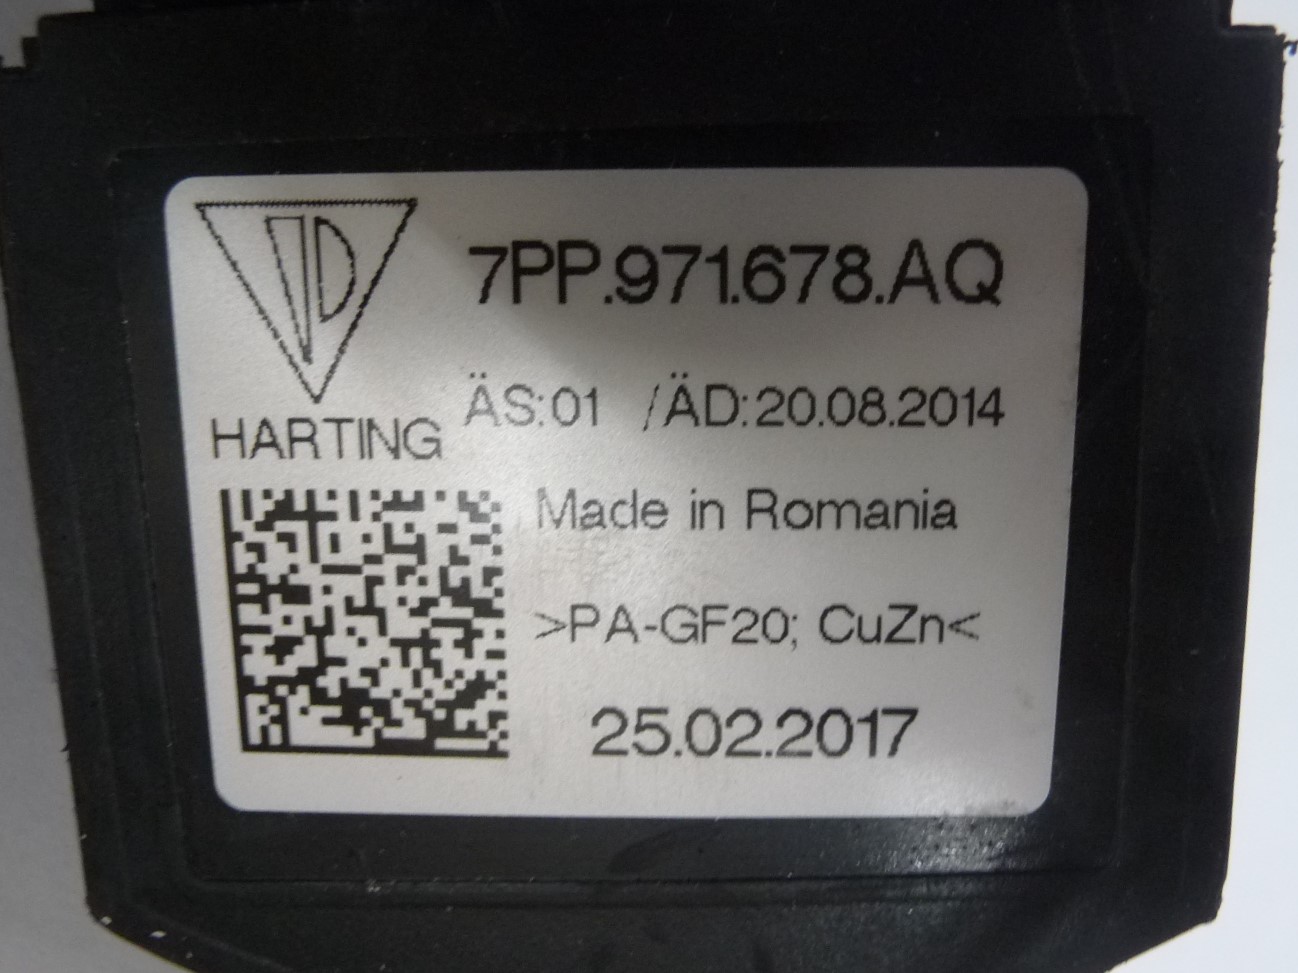 7PP.971.678.AQ
ÄS:01 /ÄD:20.08.2014
HARTING
Made in Romania
>PA-GF20; CuZn<
25.02.2017